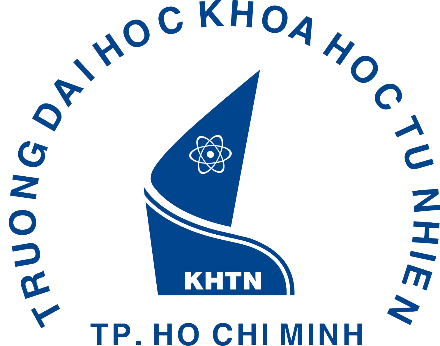 TRUONG DAI HOC KHOA HOC TU NHIEN
KHTN
TP. HO CHI MINH